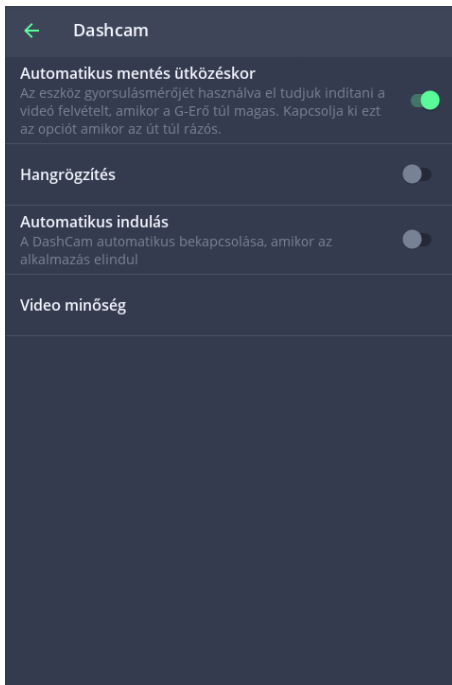 Dashcam
Automatikus mentés ütközéskor
Az eszköz gyorsulásmérőjét használva el tudjuk indítani a
videó felvételt, amikor a G-Erő túl magas. Kapcsolja ki ezt
az opciót amikor az út túl rázós.
Hangrögzítés
Automatikus indulás
A DashCam automatikus bekapcsolása, amikor az
alkalmazás elindul
Video minőség